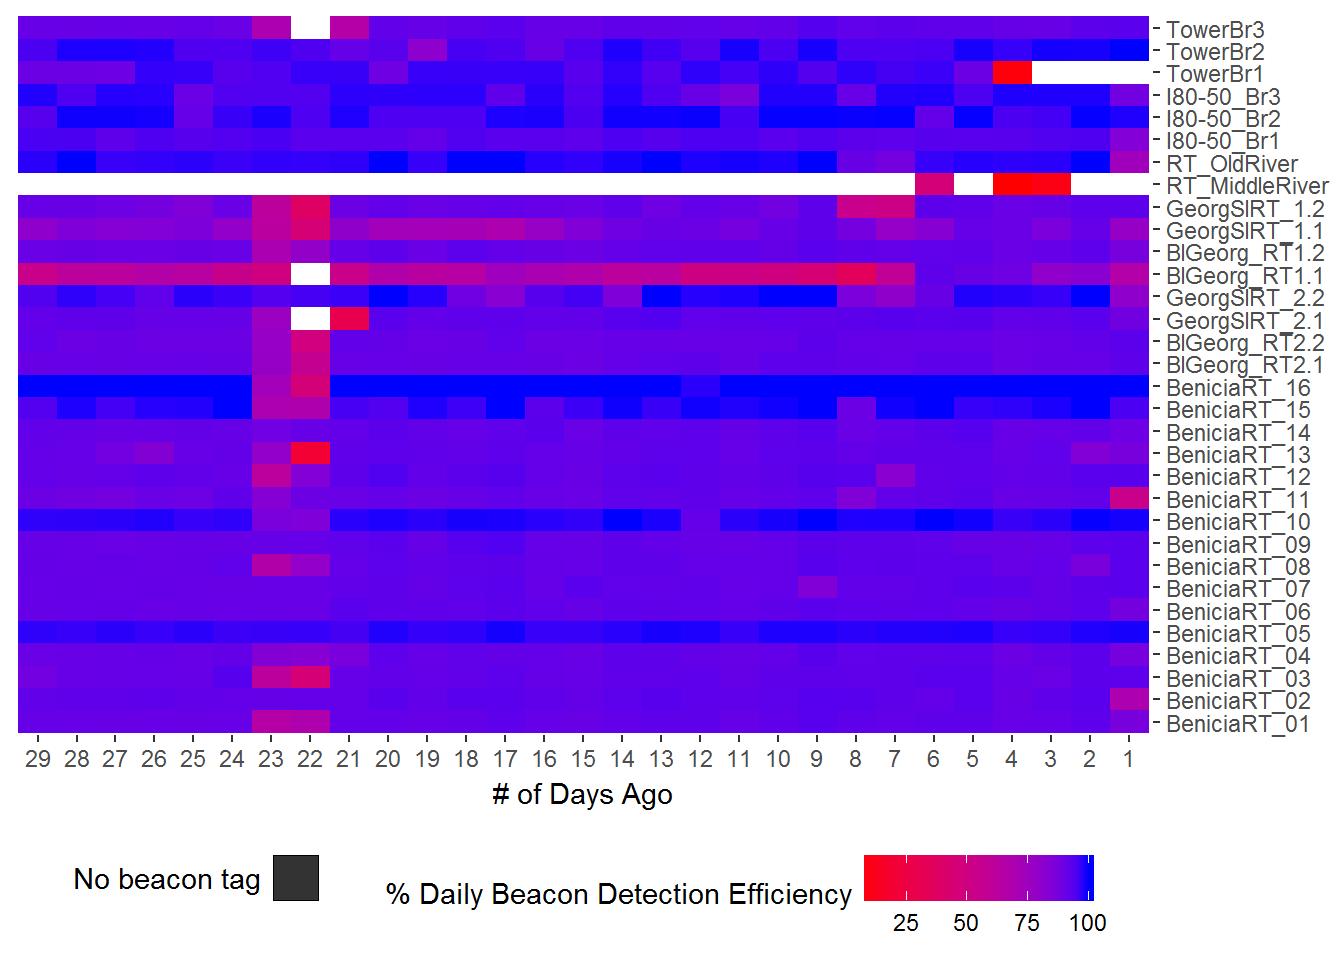 TowerBr3
TowerBr2
TowerBr1
I80-50_Br3
I80-50_Br2
I80-50_Br1
RT_OldRiver
RT_MiddleRiver
GeorgSlRT_1.2
GeorgSlRT_1.1
BlGeorg_RT1.2
BlGeorg_RT1.1
GeorgSlRT_2.2
GeorgSlRT_2.1
BlGeorg_RT2.2
BlGeorg_RT2.1
BeniciaRT_16
BeniciaRT_15
BeniciaRT_14
BeniciaRT_13
BeniciaRT_12
BeniciaRT_11
BeniciaRT_10
BeniciaRT_09
BeniciaRT_08
BeniciaRT_07
BeniciaRT_06
BeniciaRT_05
BeniciaRT_04
BeniciaRT_03
BeniciaRT_02
BeniciaRT_01
29 28 27 26 25 24 23 22 21 20 19 18 17 16 15 14 13 12 11 10 9 8 7 6 5 4 3 2 1
# of Days Ago
No beacon tag
% Daily Beacon Detection Efficiency
25 50 75 100